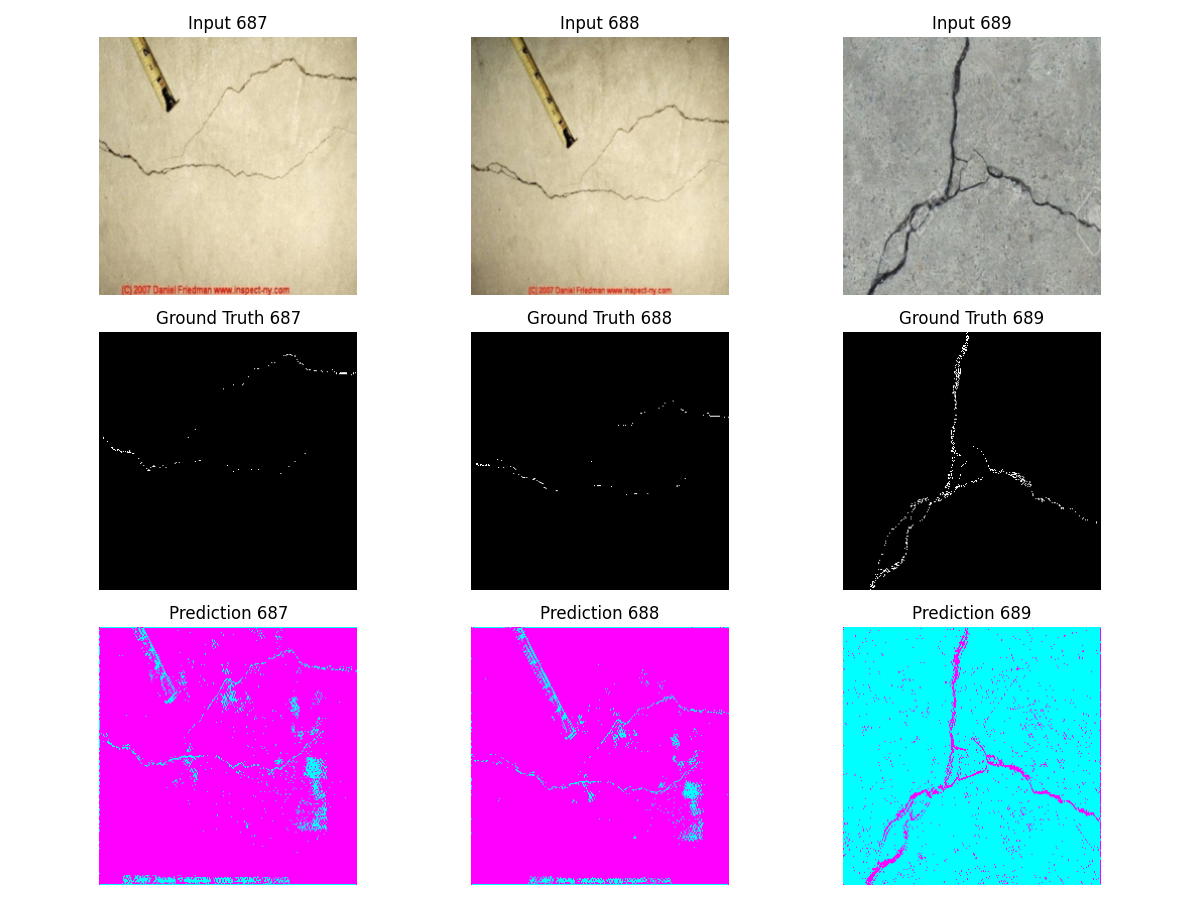 Input 687
Input 688
Input 689
(C) 2007 Daniel Friedman www.inspect-ny.com
(C) 2007 Daniel Friedman www.inspect-ny.com
Ground Truth 687
Ground Truth 688
Ground Truth 689
Prediction 687
Prediction 688
Prediction 689